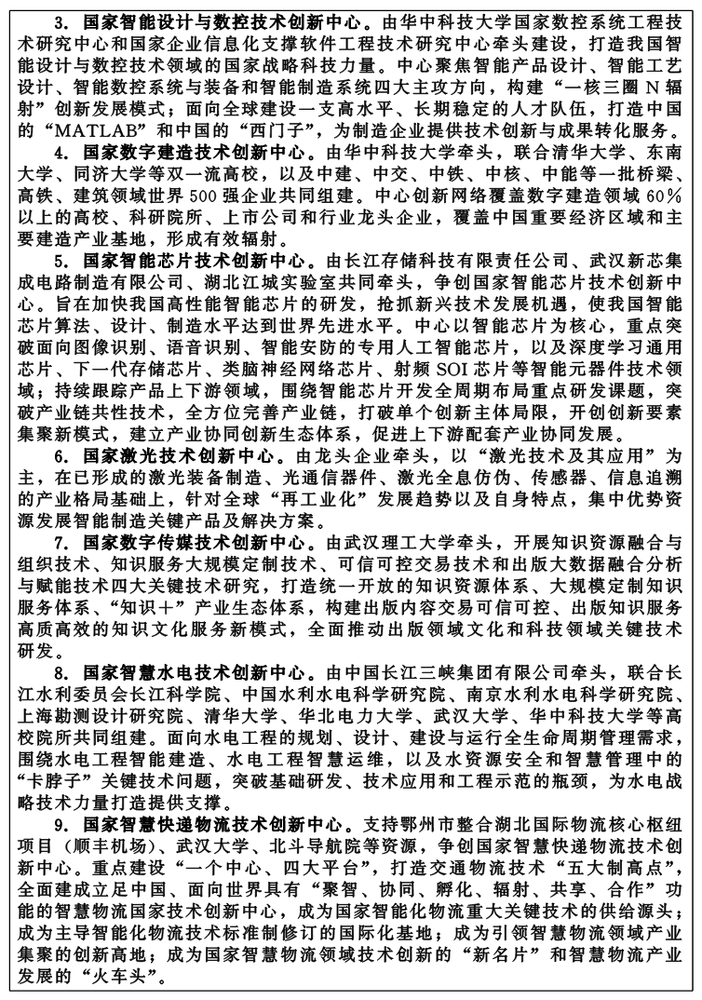 3. 国家智能设计与数控技术创新中心。由华中科技大学国家数控系统工程技
术研究中心和国家企业信息化支撑软件工程技术研究中心牵头建设，打造我国智
能设计与数控技术领域的国家战略科技力量。中心聚焦智能产品设计、智能工艺
设计、智能数控系统与装备和智能制造系统四大主攻方向，构建“一核三圈 N 辐
射”创新发展模式；面向全球建设一支高水平、长期稳定的人才队伍，打造中国
的“MATLAB”和中国的“西门子”，为制造企业提供技术创新与成果转化服务。
4. 国家数字建造技术创新中心。由华中科技大学牵头，联合清华大学、东南
大学、同济大学等双一流高校，以及中建、中交、中铁、中核、中能等一批桥梁、
高铁、建筑领域世界 500 强企业共同组建。中心创新网络覆盖数字建造领域 60%
以上的高校、科研院所、上市公司和行业龙头企业，覆盖中国重要经济区域和主
要建造产业基地，形成有效辐射。
5. 国家智能芯片技术创新中心。由长江存储科技有限责任公司、武汉新芯集
成电路制造有限公司、湖北江城实验室共同牵头，争创国家智能芯片技术创新中
心。旨在加快我国高性能智能芯片的研发，抢抓新兴技术发展机遇，使我国智能
芯片算法、设计、制造水平达到世界先进水平。中心以智能芯片为核心，重点突
破面向图像识别、语音识别、智能安防的专用人工智能芯片，以及深度学习通用
芯片、下一代存储芯片、类脑神经网络芯片、射频 SOI 芯片等智能元器件技术领
域；持续跟踪产品上下游领域，围绕智能芯片开发全周期布局重点研发课题，突
破产业链共性技术，全方位完善产业链，打破单个创新主体局限，开创创新要素
集聚新模式，建立产业协同创新生态体系，促进上下游配套产业协同发展。
6. 国家激光技术创新中心。由龙头企业牵头，以“激光技术及其应用”为
主，在已形成的激光装备制造、光通信器件、激光全息仿伪、传感器、信息追溯
的产业格局基础上，针对全球“再工业化”发展趋势以及自身特点，集中优势资
源发展智能制造关键产品及解决方案。
7. 国家数字传媒技术创新中心。由武汉理工大学牵头，开展知识资源融合与
组织技术、知识服务大规模定制技术、可信可控交易技术和出版大数据融合分析
与赋能技术四大关键技术研究，打造统一开放的知识资源体系、大规模定制知识
服务体系、“知识＋”产业生态体系，构建出版内容交易可信可控、出版知识服务
高质高效的知识文化服务新模式，全面推动出版领域文化和科技领域关键技术
研发。
8. 国家智慧水电技术创新中心。由中国长江三峡集团有限公司牵头，联合长
江水利委员会长江科学院、中国水利水电科学研究院、南京水利水电科学研究院、
上海勘测设计研究院、清华大学、华北电力大学、武汉大学、华中科技大学等高
校院所共同组建。面向水电工程的规划、设计、建设与运行全生命周期管理需求，
围绕水电工程智能建造、水电工程智慧运维，以及水资源安全和智慧管理中的
“卡脖子”关键技术问题，突破基础研发、技术应用和工程示范的瓶颈，为水电战
略技术力量打造提供支撑。
9. 国家智慧快递物流技术创新中心。支持鄂州市整合湖北国际物流核心枢纽
项目（顺丰机场）、武汉大学、北斗导航院等资源，争创国家智慧快递物流技术创
新中心。重点建设“一个中心、四大平台”，打造交通物流技术“五大制高点”，
全面建成立足中国、面向世界具有“聚智、协同、孵化、辐射、共享、合作”功
能的智慧物流国家技术创新中心，成为国家智能化物流重大关键技术的供给源头；
成为主导智能化物流技术标准制修订的国际化基地；成为引领智慧物流领域产业
集聚的创新高地；成为国家智慧物流领域技术创新的“新名片”和智慧物流产业
发展的“火车头”。